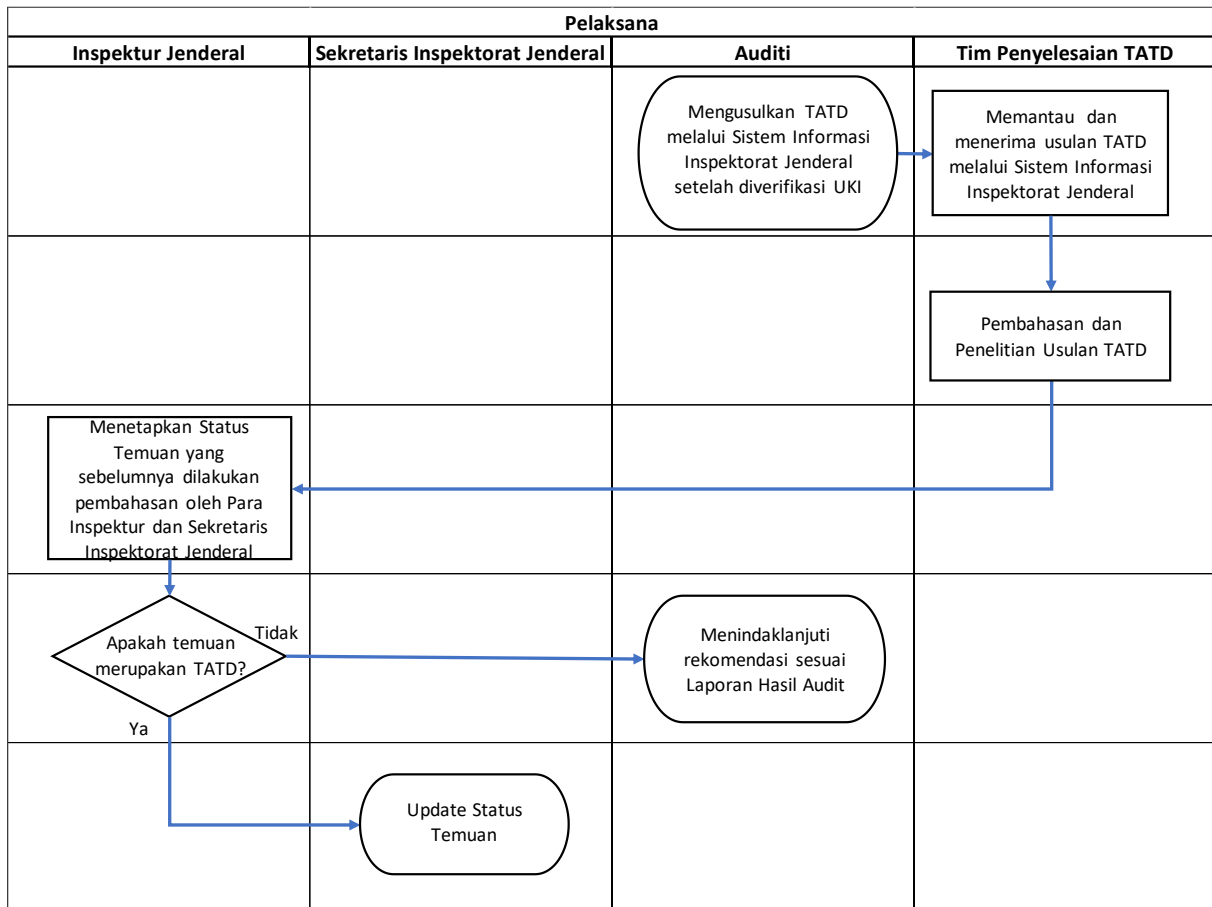 Pelaksana
Inspektur Jenderal
Sekretaris Inspektorat Jenderal
Auditi
Tim Penyelesaian TATD
Mengusulkan TATD
melalui Sistem Informasi
Inspektorat Jenderal
setelah diverifikasi UKI
Memantau dan
menerima usulan TATD
melalui Sistem Informasi
Inspektorat Jenderal
Pembahasan dan
Penelitian Usulan TATD
Menetapkan Status
Temuan yang
sebelumnya dilakukan
pembahasan oleh Para
Inspektur dan Sekretaris
Inspektorat Jenderal
Apakah temuan
merupakan TATD?
Tidak
Ya
Menindaklanjuti
rekomendasi sesuai
Laporan Hasil Audit
Update Status
Temuan